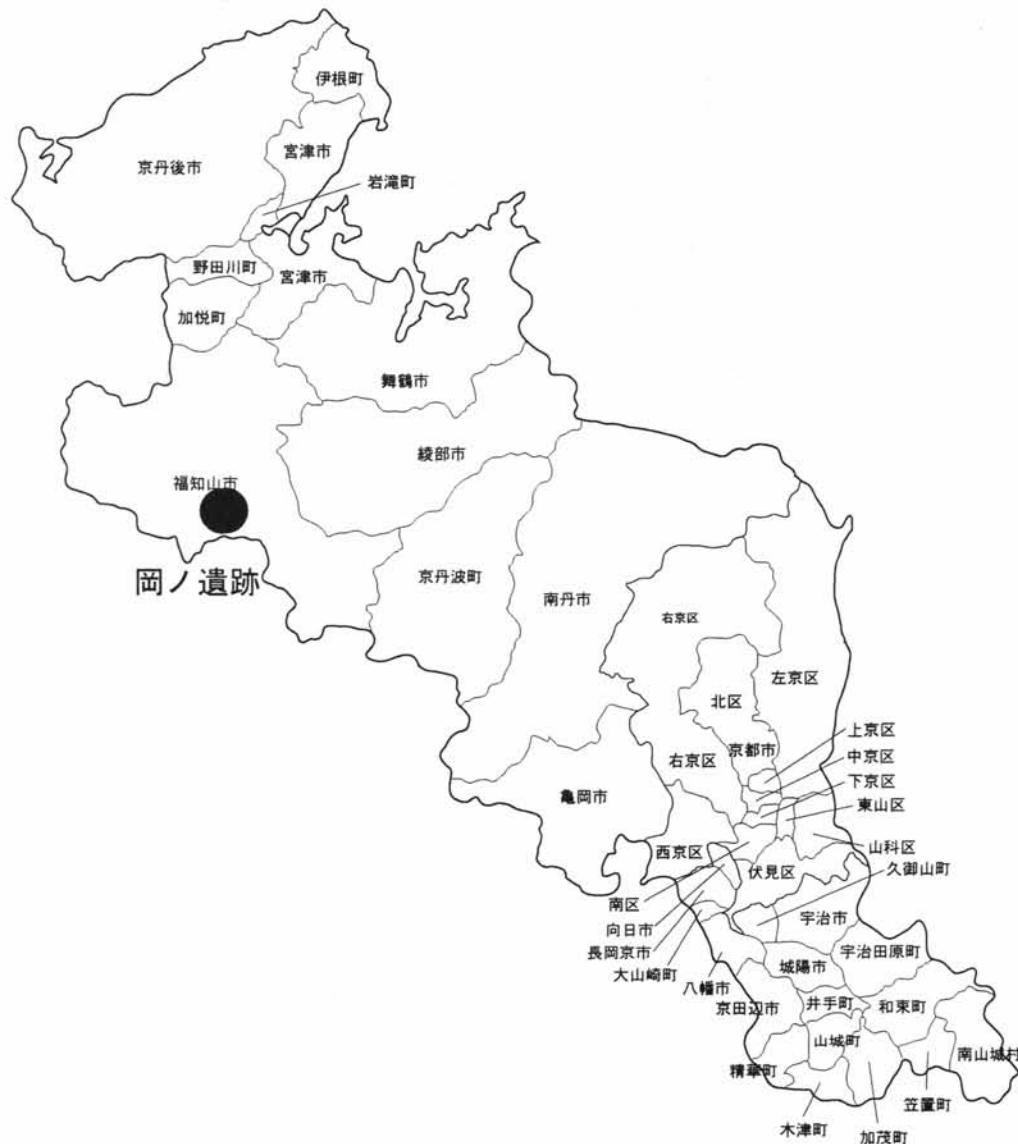 伊根町
宮津市
京丹後市
岩滝町
野田川町
宮津市
加悦町
舞鶴市
綾部市
福知山市
岡ノ遺跡
京丹波町
南丹市
右京区
左京区
北区
上京区
京都市
中京区
右京区
下京区
亀岡市
東山区
山科区
西京区
久御山町
伏見区
南区
宇治市
向日市
宇治田原町
長岡京市
城陽市
大山崎町
八幡市
京田辺市
井手町
和束町
山城町
南山城村
精華町
笠置町
木津町
加茂町